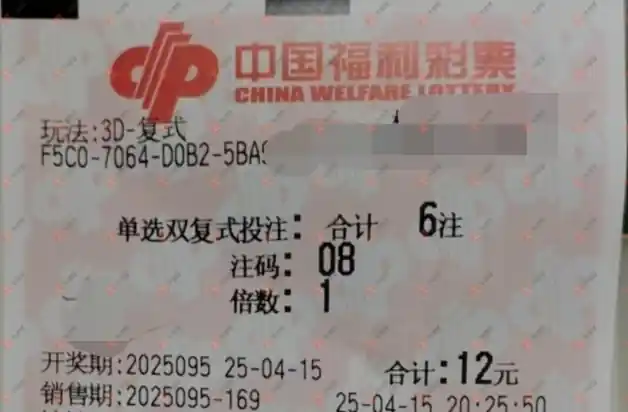 中国福利彩票
CHINA WELFARE LOTTERY
玩法:3D-复式
F5C0-7064-D0B2-5BA
单选双复式投注: 合计 6注
注码: 08
倍数: 1
开奖期:2025095 25-04-15 合计:12元
销售期:2025095-169 25-04-15 20:25:50